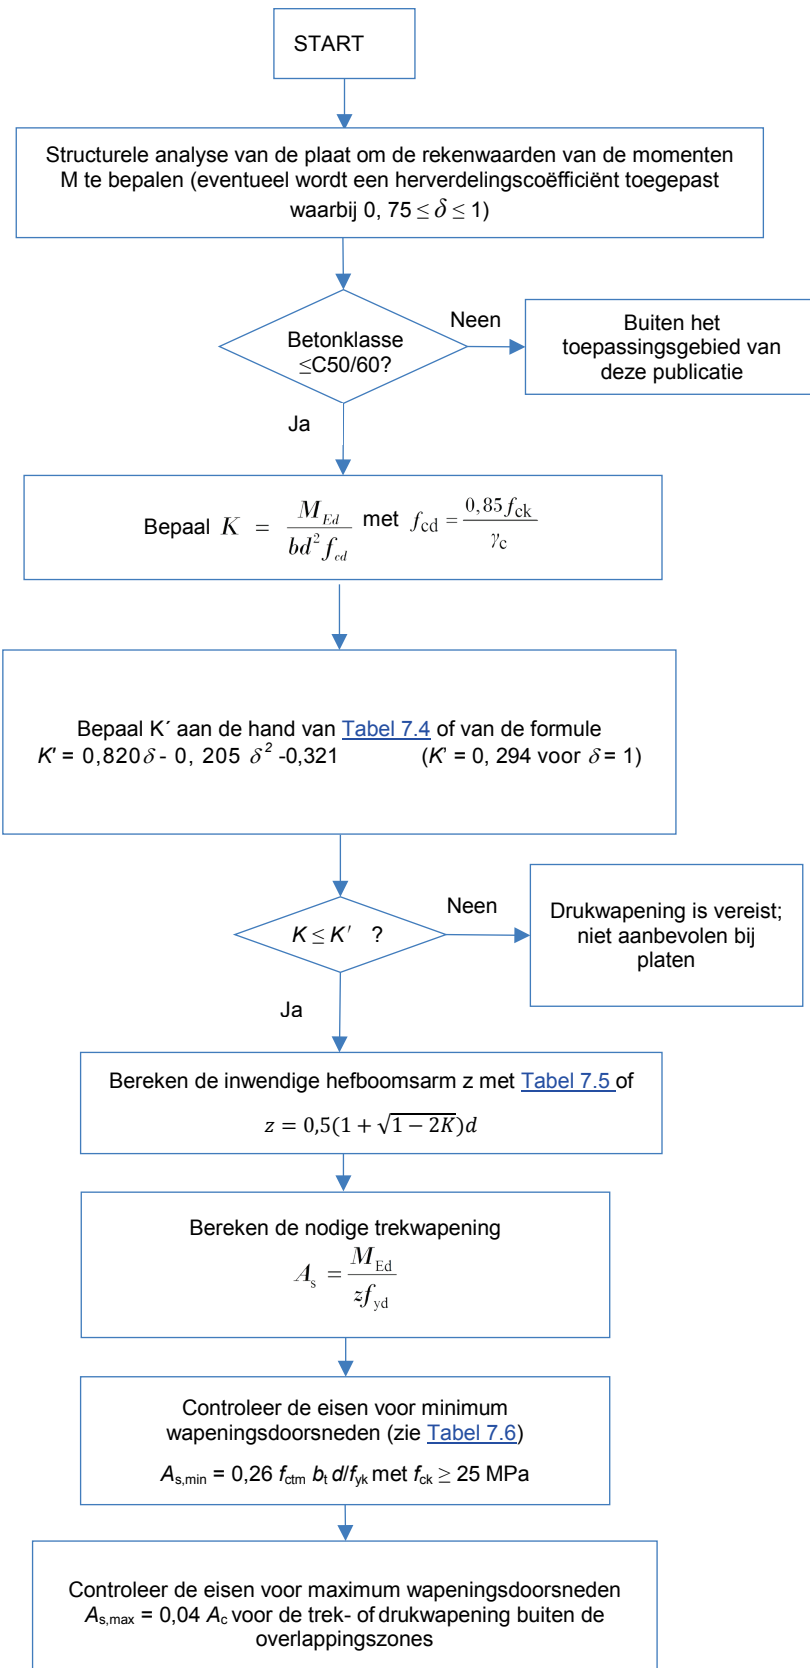 START
Structurele analyse van de plaat om de rekenwaarden van de momenten
M te bepalen (eventueel wordt een herverdelingscoëfficiënt toegepast
waarbij 0, 75 ≤ δ ≤ 1)
Betonklasse
≤C50/60?
Neen
Buiten het
toepassingsgebied van
deze publicatie
Ja
Bepaal K = M_Ed / bd² f_cd met f_cd = 0,85 f_ck / γ_c
Bepaal K´ aan de hand van Tabel 7.4 of van de formule
K' = 0,820 δ - 0, 205 δ² -0,321 (K' = 0, 294 voor δ = 1)
K ≤ K' ?
Neen
Drukwapening is vereist;
niet aanbevolen bij
platen
Ja
Bereken de inwendige hefboomsarm z met Tabel 7.5 of
z = 0,5(1 + √1 − 2K)d
Bereken de nodige trekwapening
A_s = M_Ed / z f_yd
Controleer de eisen voor minimum
wapeningsdoorsneden (zie Tabel 7.6)
A_s,min = 0,26 f_ctm b_t d/f_yk met f_ck ≥ 25 MPa
Controleer de eisen voor maximum wapeningsdoorsneden
A_s,max = 0,04 A_c voor de trek- of drukwapening buiten de
overlappingszones